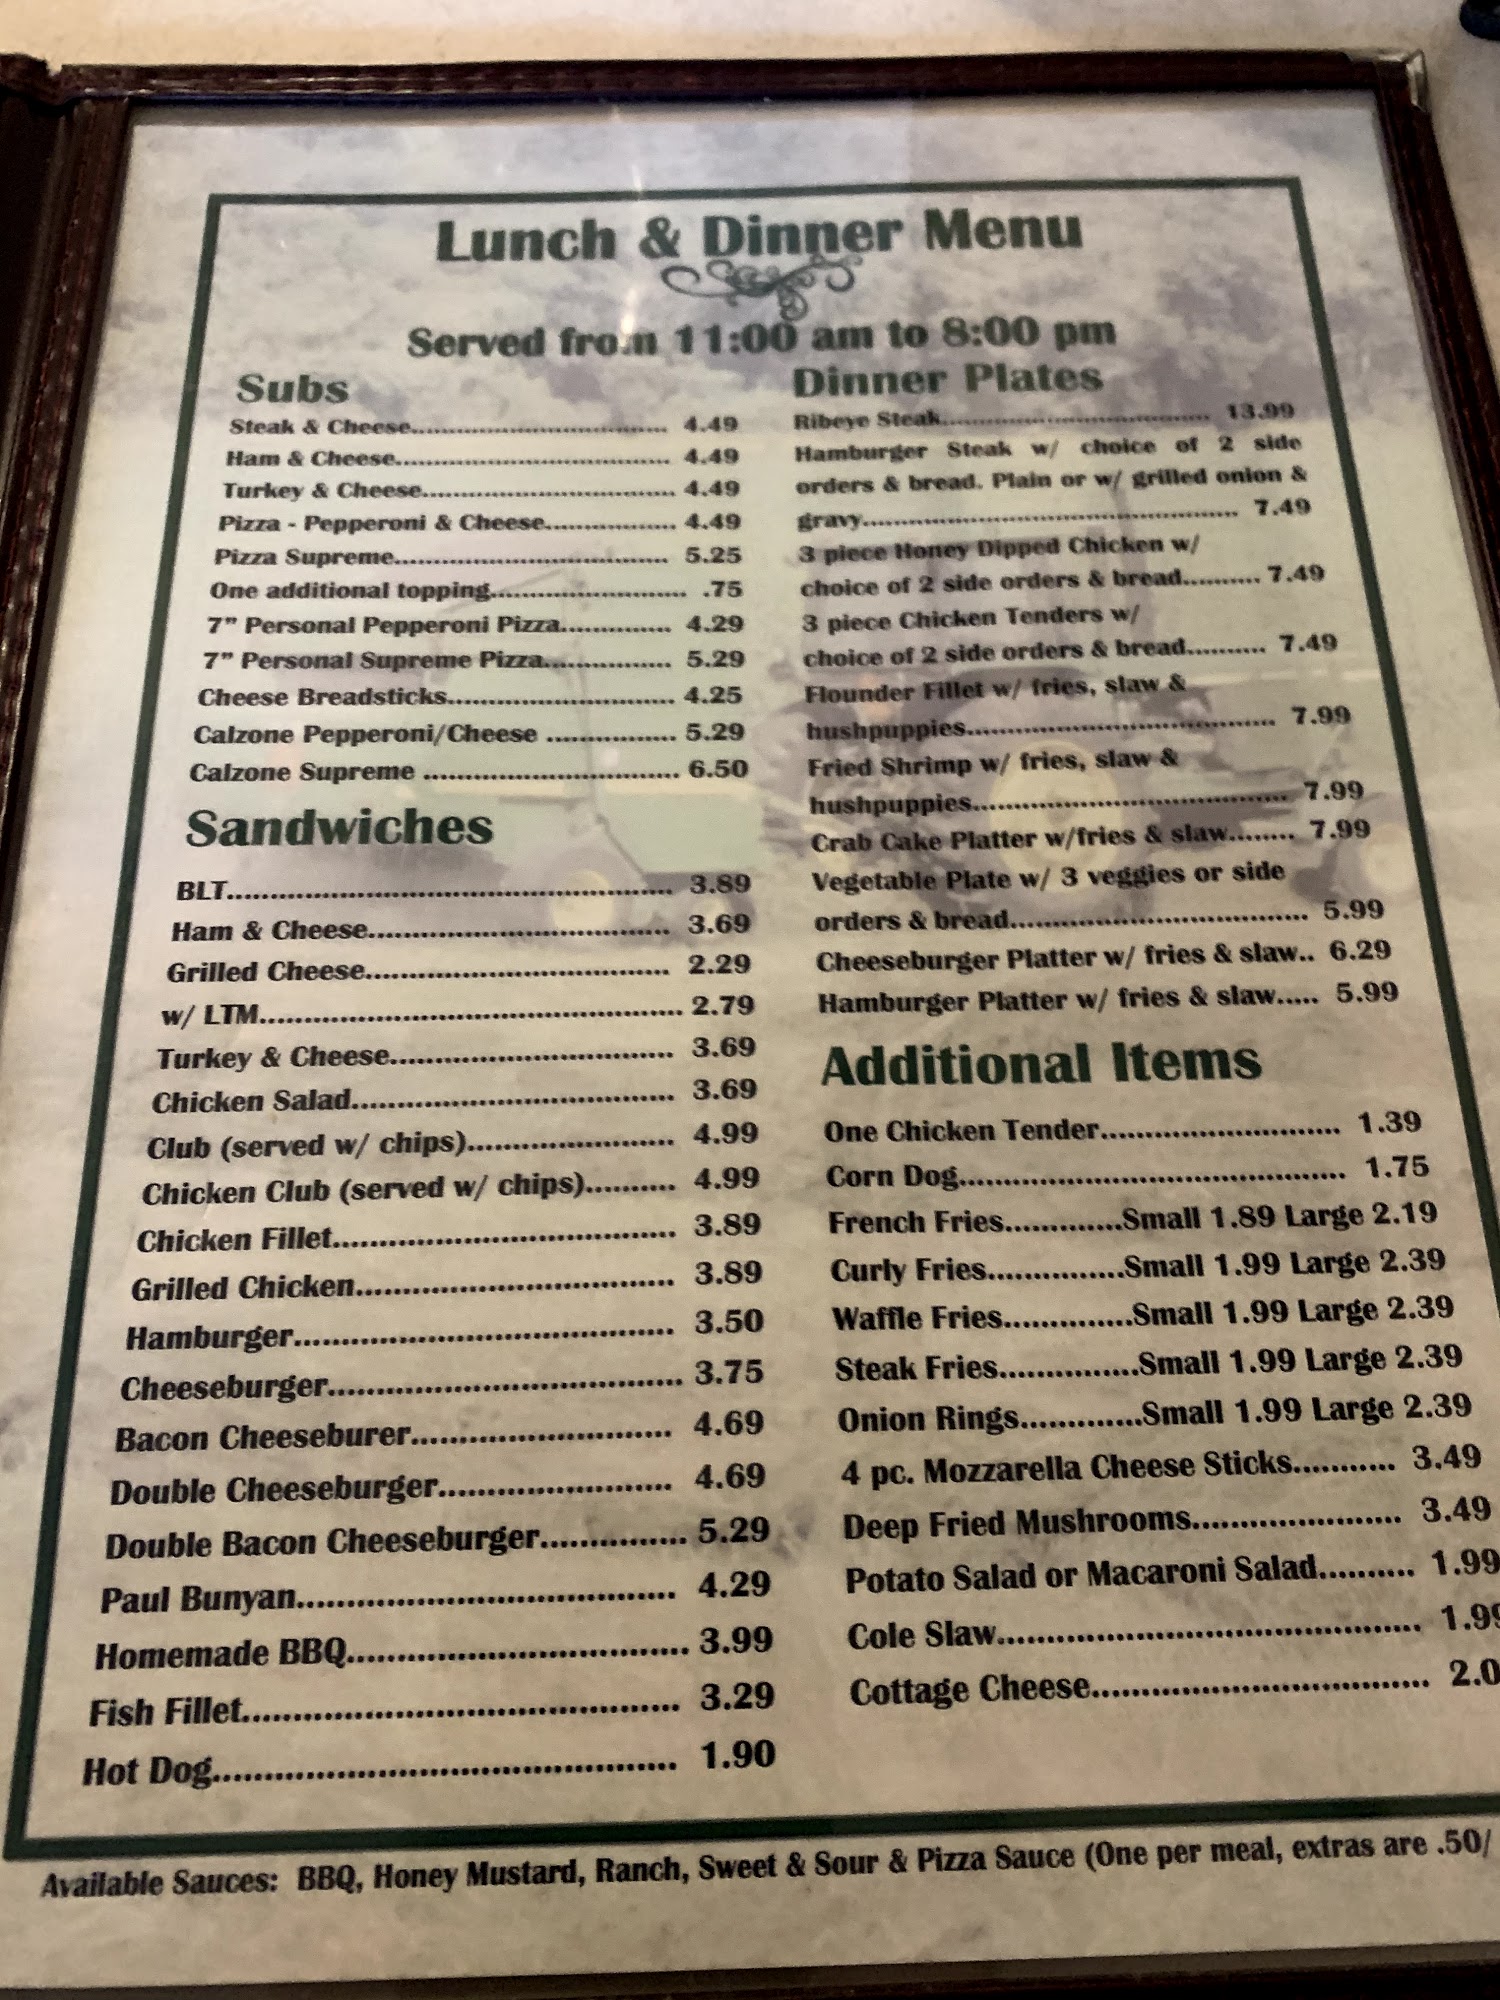 Lunch & Dinner Menu
Served from 11:00 am to 8:00 pm
Subs
Steak & Cheese................................ 4.49
Ham & Cheese................................ 4.49
Turkey & Cheese............................. 4.49
Pizza - Pepperoni & Cheese............... 4.49
Pizza Supreme................................ 5.25
One additional topping...................... .75
7" Personal Pepperoni Pizza............. 4.29
7" Personal Supreme Pizza............... 5.29
Cheese Breadsticks......................... 4.25
Calzone Pepperoni/Cheese ............... 5.29
Calzone Supreme ............................ 6.50
Sandwiches
BLT................................................ 3.89
Ham & Cheese................................ 3.69
Grilled Cheese................................ 2.29
w/ LTM............................................ 2.79
Turkey & Cheese............................. 3.69
Chicken Salad................................. 3.69
Club (served w/ chips)..................... 4.99
Chicken Club (served w/ chips).......... 4.99
Chicken Fillet.................................. 3.89
Grilled Chicken................................ 3.89
Hamburger...................................... 3.50
Cheeseburger.................................. 3.75
Bacon Cheeseburer.......................... 4.69
Double Cheeseburger....................... 4.69
Double Bacon Cheeseburger.............. 5.29
Paul Bunyan.................................... 4.29
Homemade BBQ............................... 3.99
Fish Fillet........................................ 3.29
Hot Dog........................................... 1.90
Dinner Plates
Ribeye Steak................................... 13.99
Hamburger Steak w/ choice of 2 side
orders & bread. Plain or w/ grilled onion &
gravy.............................................. 7.49
3 piece Honey Dipped Chicken w/
choice of 2 side orders & bread.......... 7.49
3 piece Chicken Tenders w/
choice of 2 side orders & bread.......... 7.49
Flounder Fillet w/ fries, slaw &
hushpuppies.................................... 7.99
Fried Shrimp w/ fries, slaw &
hushpuppies.................................... 7.99
Crab Cake Platter w/fries & slaw........ 7.99
Vegetable Plate w/ 3 veggies or side
orders & bread................................. 5.99
Cheeseburger Platter w/ fries & slaw.. 6.29
Hamburger Platter w/ fries & slaw..... 5.99
Additional Items
One Chicken Tender.......................... 1.39
Corn Dog......................................... 1.75
French Fries.............Small 1.89 Large 2.19
Curly Fries...............Small 1.99 Large 2.39
Waffle Fries..............Small 1.99 Large 2.39
Steak Fries...............Small 1.99 Large 2.39
Onion Rings.............Small 1.99 Large 2.39
4 pc. Mozzarella Cheese Sticks........... 3.49
Deep Fried Mushrooms...................... 3.49
Potato Salad or Macaroni Salad.......... 1.99
Cole Slaw........................................ 1.99
Cottage Cheese................................ 2.0
Available Sauces: BBQ, Honey Mustard, Ranch, Sweet & Sour & Pizza Sauce (One per meal, extras are .50/